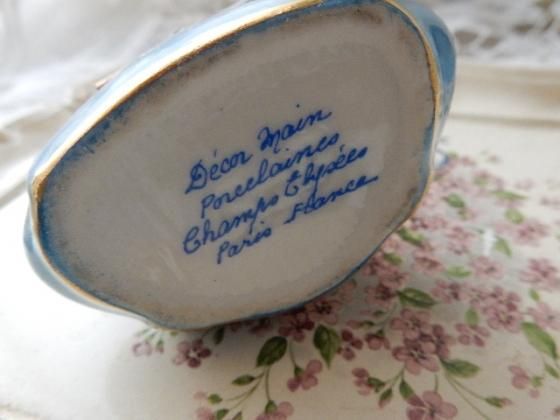 Décor Main
Porcelaines
Champs Elysées
Paris France